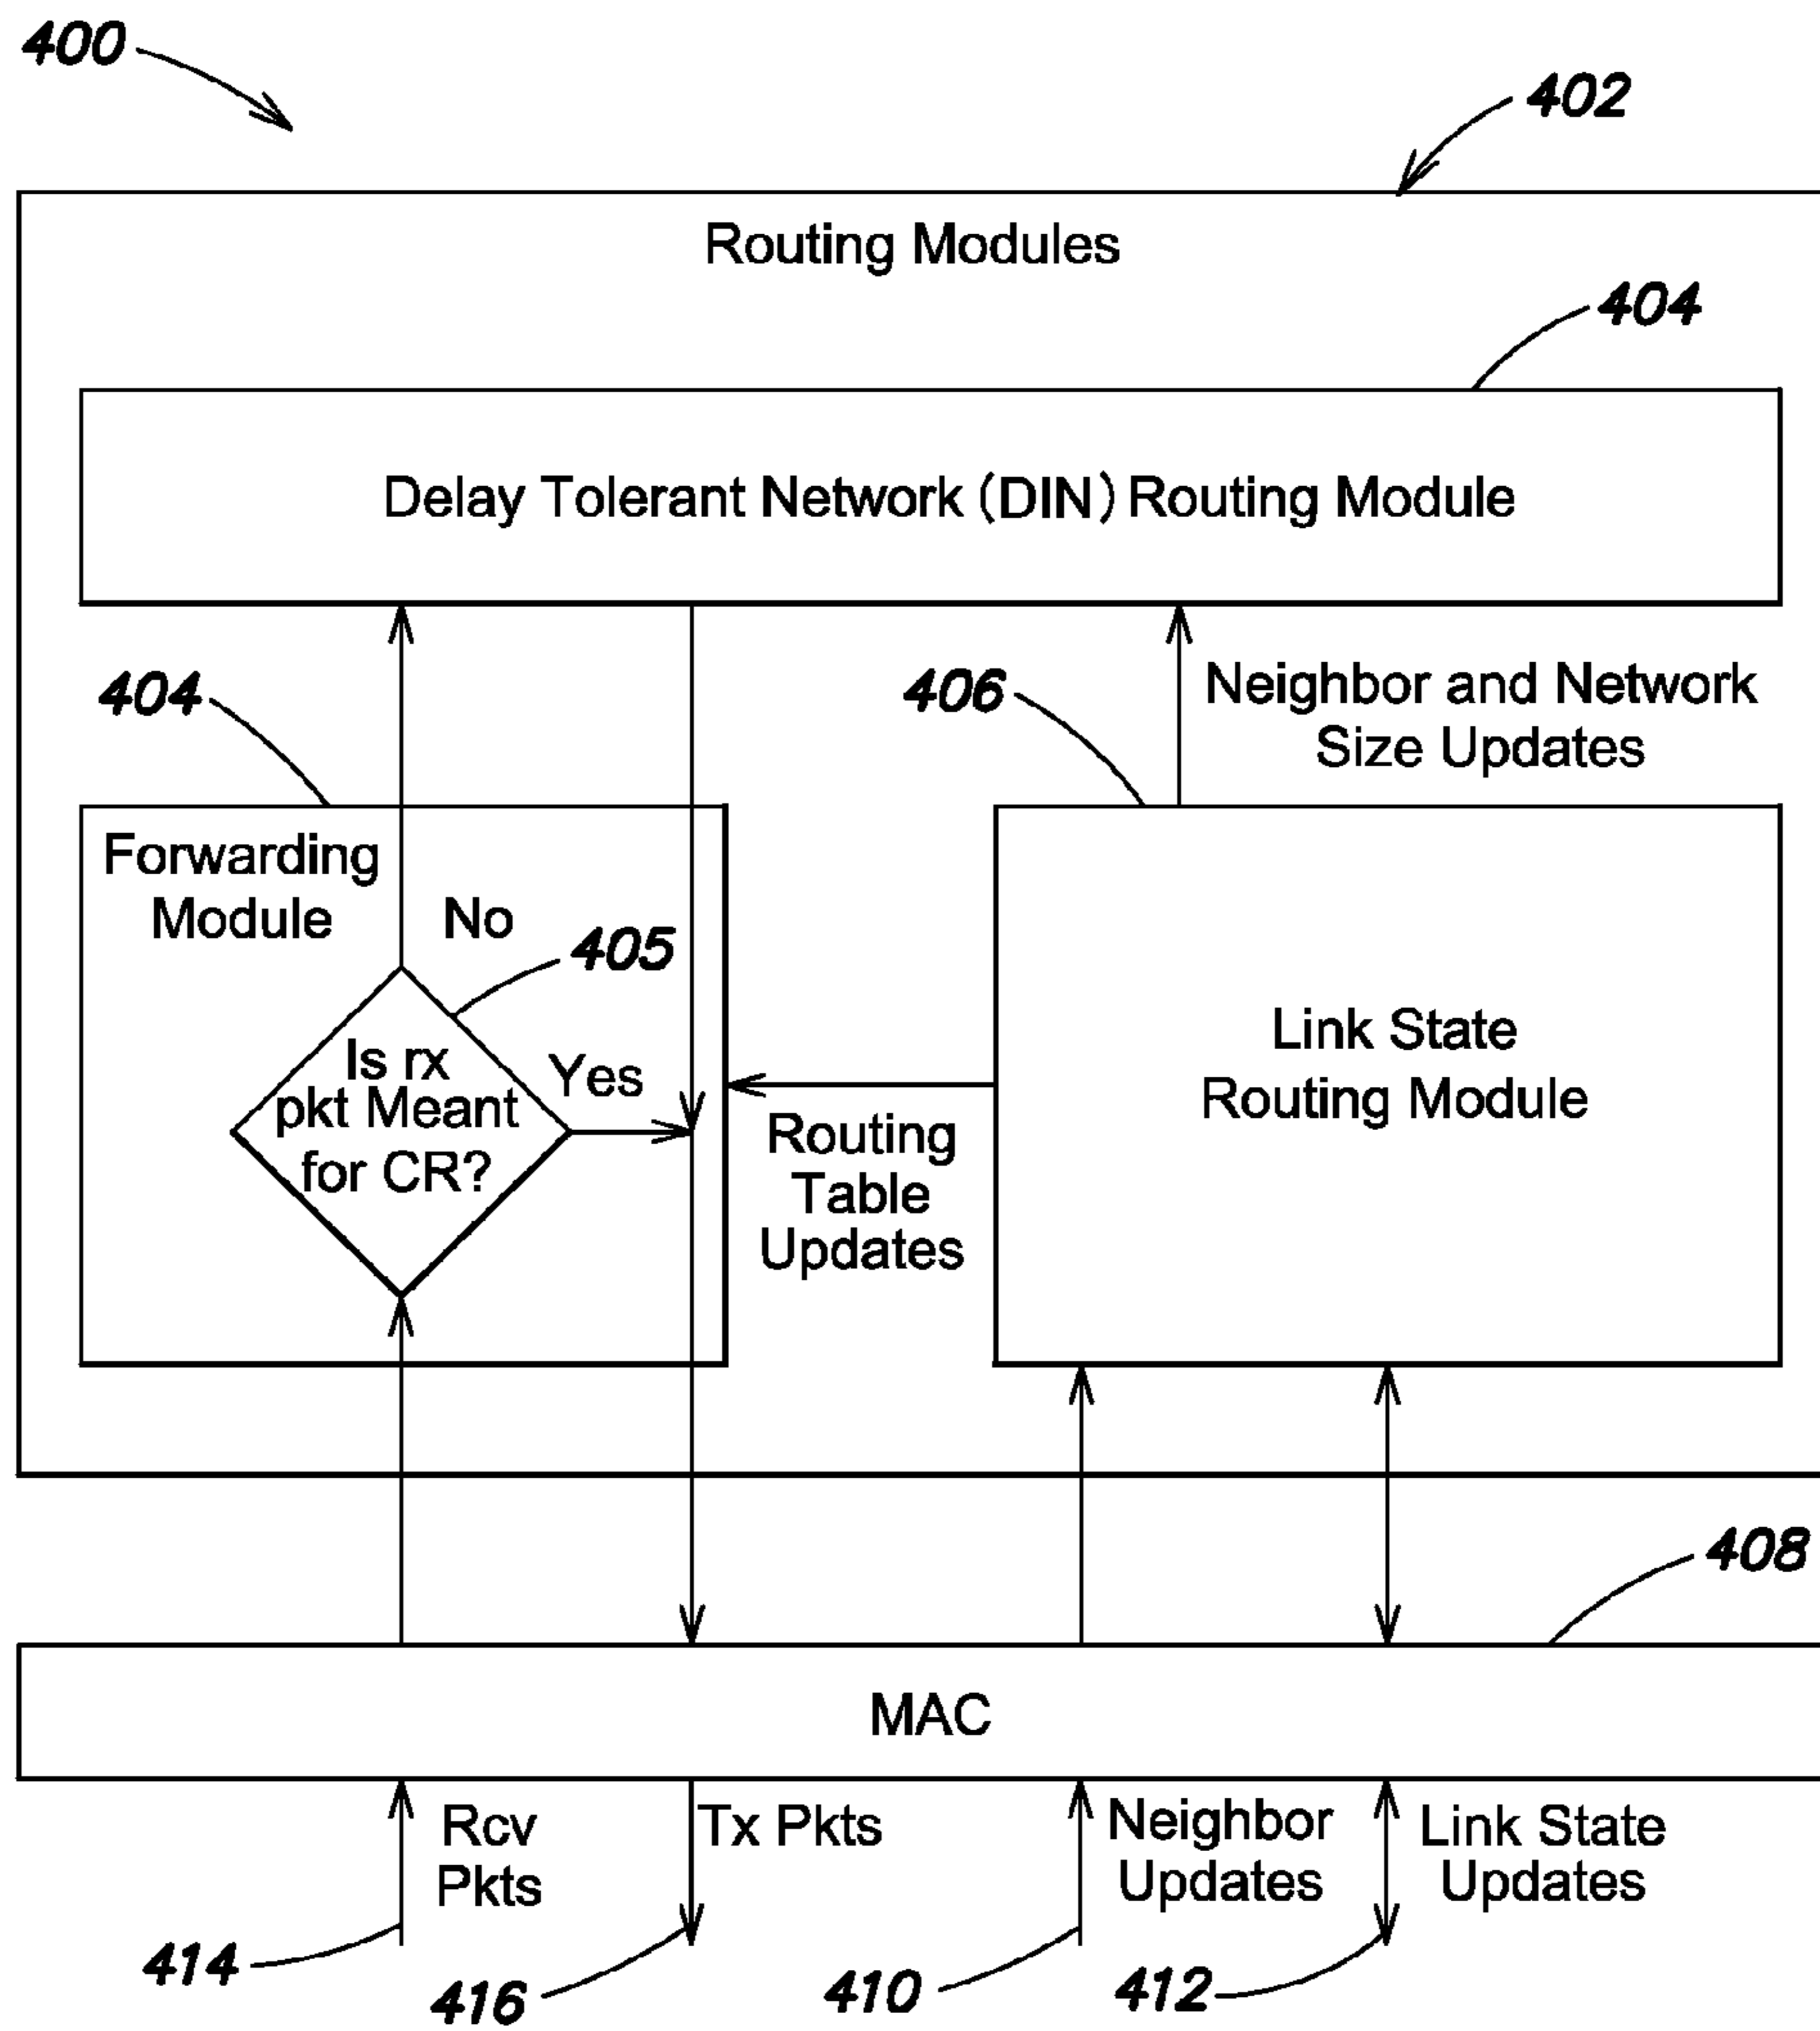 400
402
Routing Modules
404
Delay Tolerant Network (DIN) Routing Module
404
406
Neighbor and Network
Size Updates
Forwarding
Module
No
405
Is rx
pkt Meant
for CR?
Yes
Routing
Table
Updates
Link State
Routing Module
408
MAC
Rcv
Pkts
Tx Pkts
Neighbor
Updates
Link State
Updates
414
416
410
412